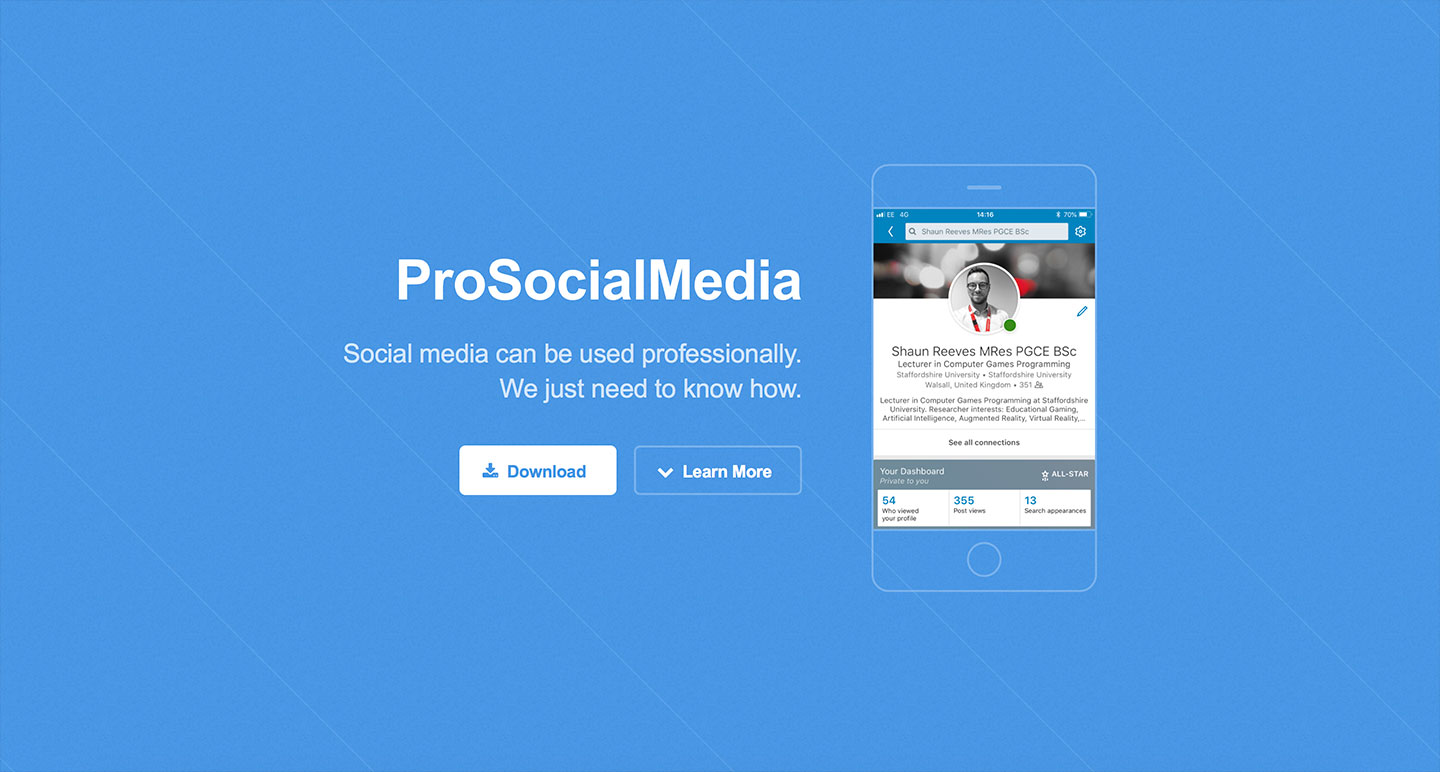 ProSocialMedia
Social media can be used professionally.
We just need to know how.
Download
Learn More
EE 4G 14:16 70%
Shaun Reeves MRes PGCE BSc
Shaun Reeves MRes PGCE BSc
Lecturer in Computer Games Programming
Staffordshire University • Staffordshire University
Walsall, United Kingdom • 351
Lecturer in Computer Games Programming at Staffordshire
University. Researcher interests: Educational Gaming,
Artificial Intelligence, Augmented Reality, Virtual Reality,...
See all connections
Your Dashboard
Private to you
ALL-STAR
54
Who viewed
your profile
355
Post views
13
Search appearances